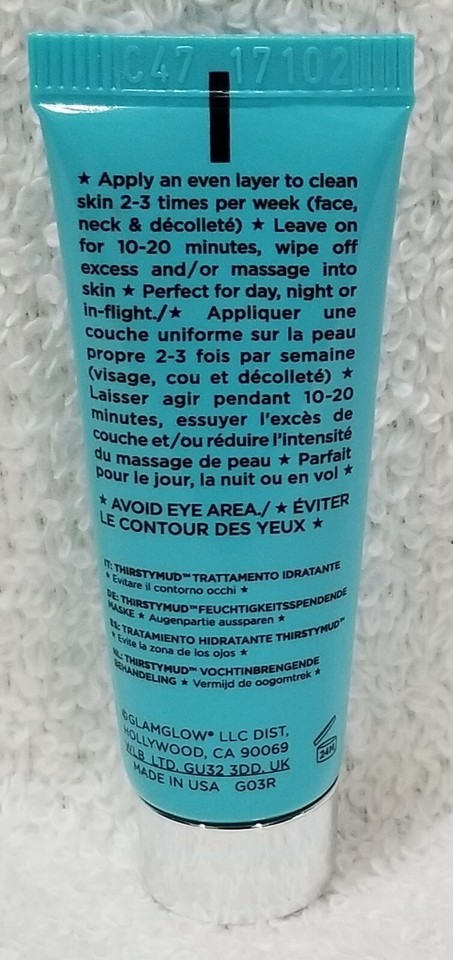 C47 17102
★ Apply an even layer to clean
skin 2-3 times per week (face,
neck & décolleté) ★ Leave on
for 10-20 minutes, wipe off
excess and/or massage into
skin ★ Perfect for day, night or
in-flight./★ Appliquer une
couche uniforme sur la peau
propre 2-3 fois par semaine
(visage, cou et décolleté) ★
Laisser agir pendant 10-20
minutes, essuyer l'excès de
couche et/ou réduire l'intensité
du massage de peau ★ Parfait
pour le jour, la nuit ou en vol ★
★ AVOID EYE AREA./ ★ ÉVITER
LE CONTOUR DES YEUX ★
IT: THIRSTYMUD™ TRATTAMENTO IDRATANTE
★ Evitare il contorno occhi ★
DE: THIRSTYMUD™ FEUCHTIGKEITSSPENDENDE
MASKE ★ Augenpartie aussparen ★
ES: TRATAMIENTO HIDRATANTE THIRSTYMUD™
★ Evite la zona de los ojos ★
NL: THIRSTYMUD™ VOCHTINBRENGENDE
BEHANDELING ★ Vermijd de oogomtrek ★
©GLAMGLOW® LLC DIST,
HOLLYWOOD, CA 90069
WLB LTD. GU32 3DD. UK
MADE IN USA G03R
24M